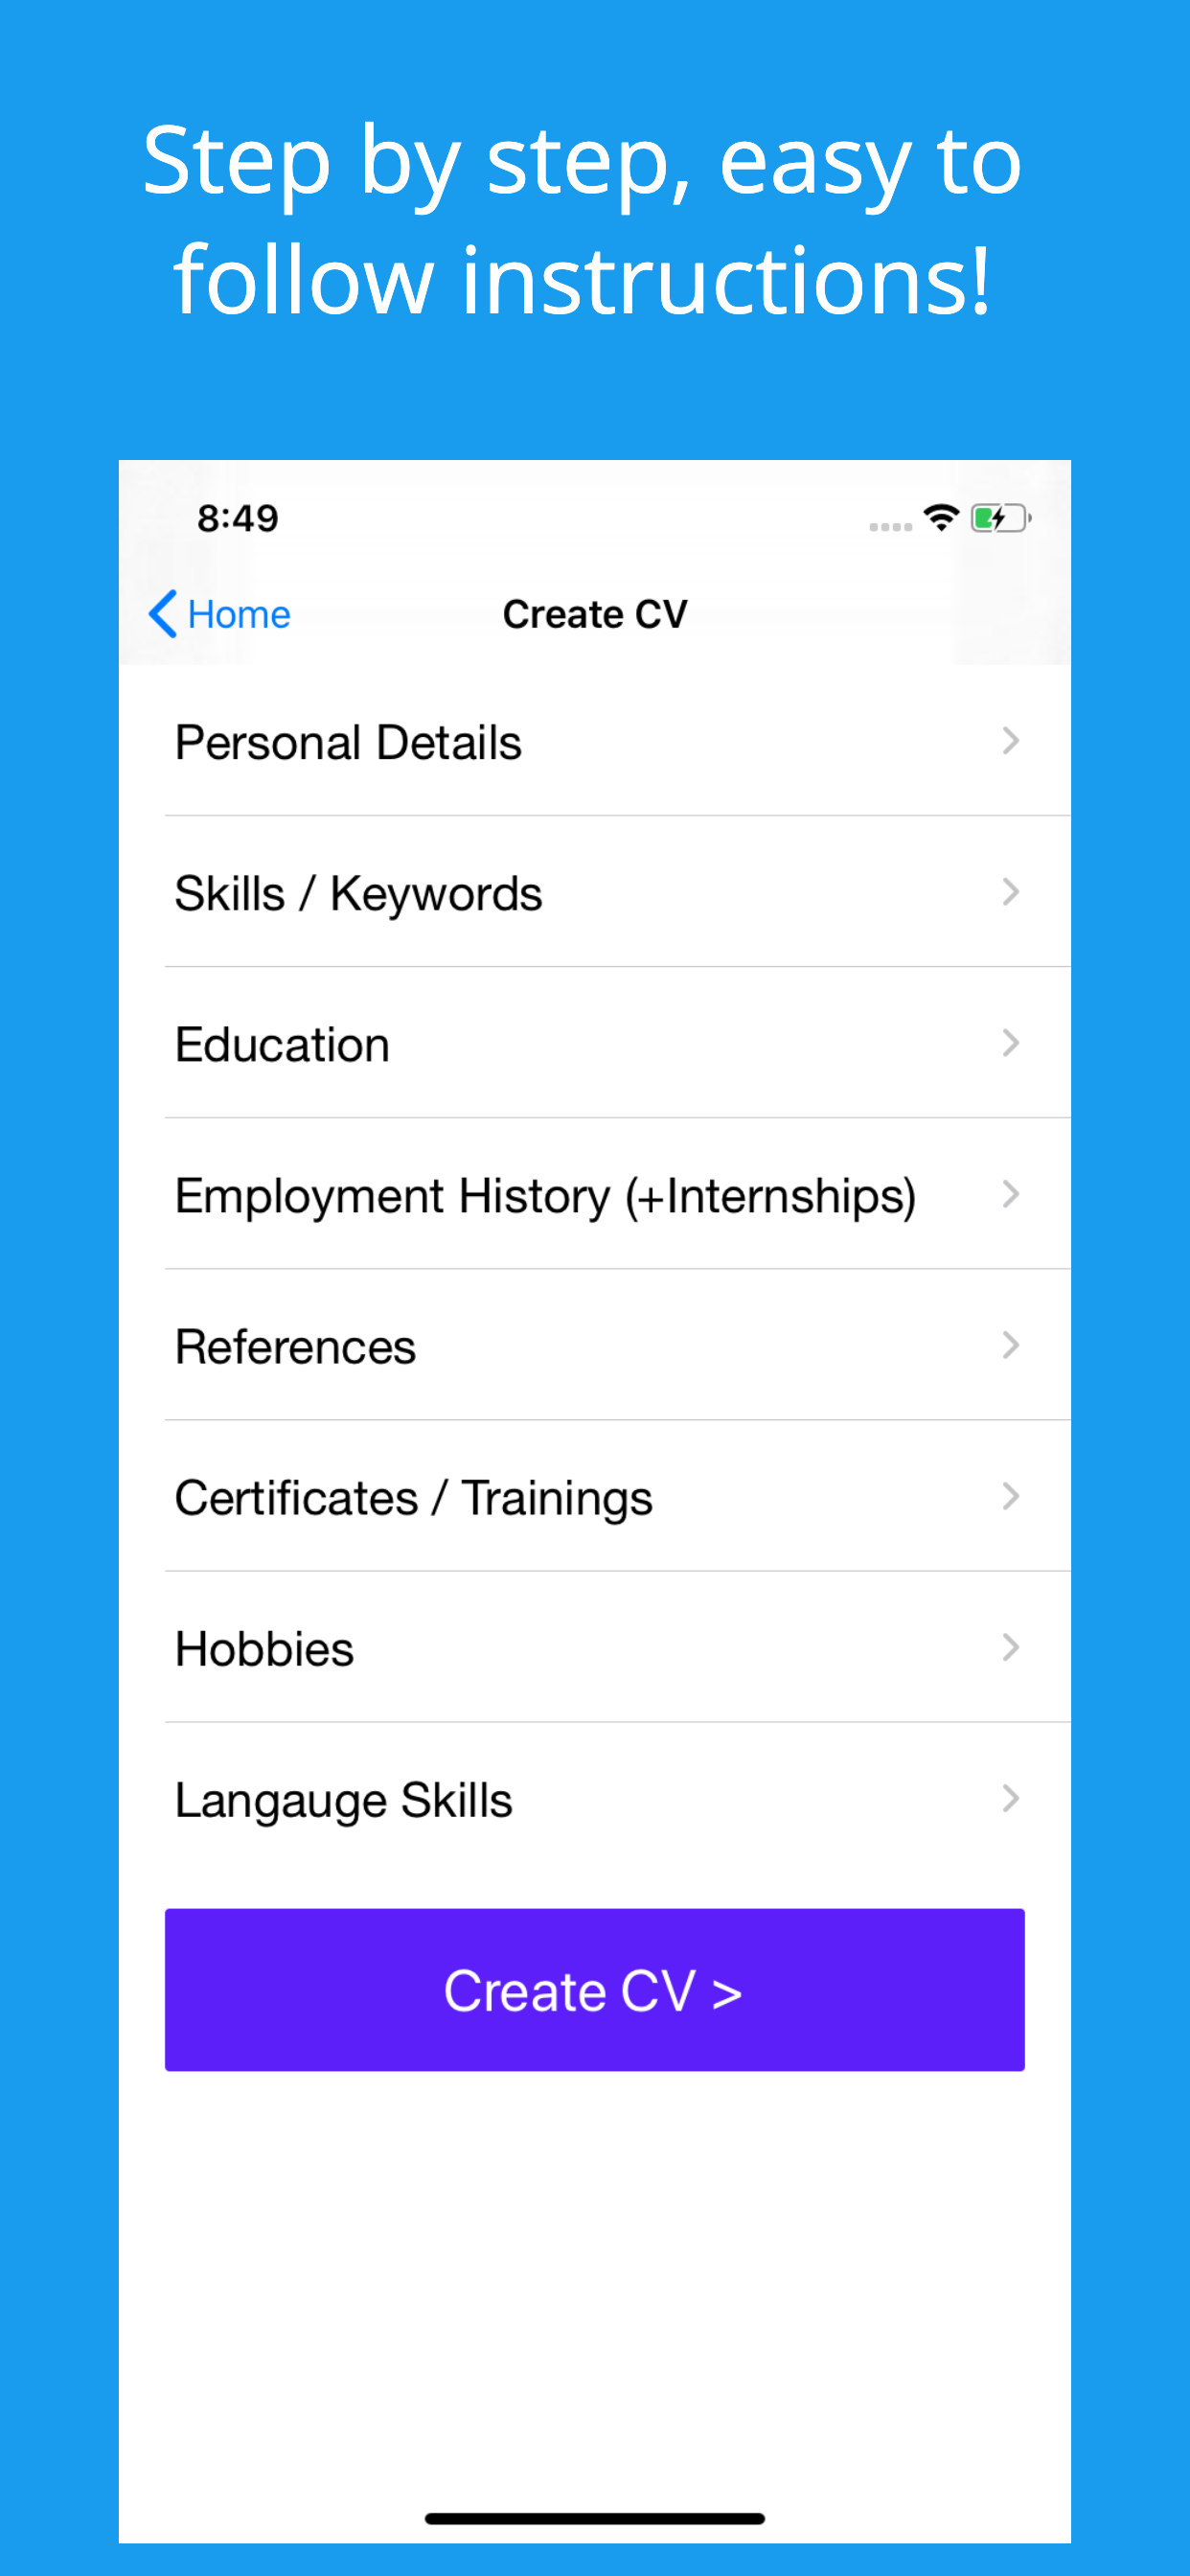 Step by step, easy to
follow instructions!
8:49
Home
Create CV
Personal Details
Skills / Keywords
Education
Employment History (+Internships)
References
Certificates / Trainings
Hobbies
Langauge Skills
Create CV >